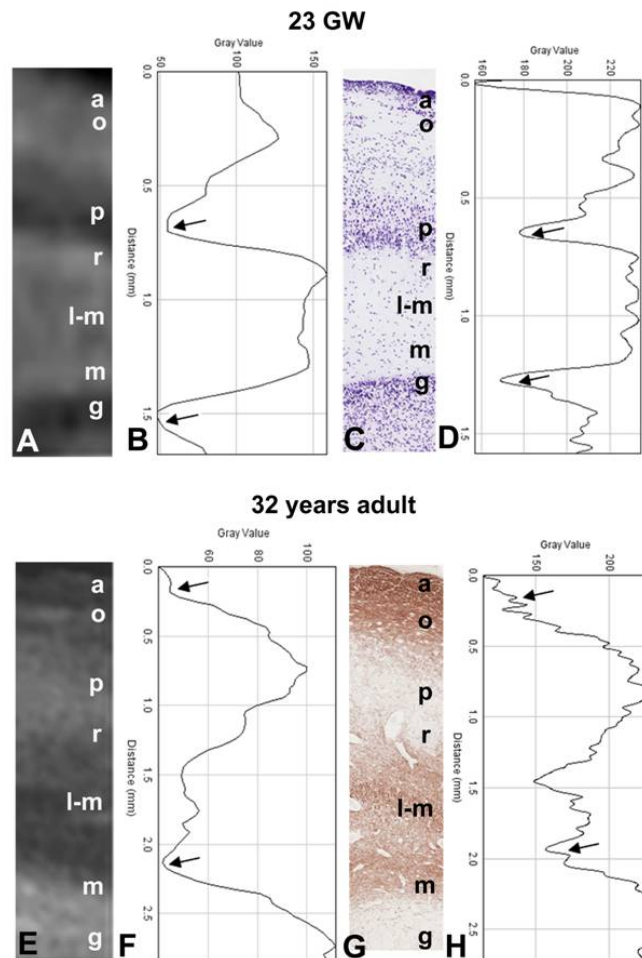 23 GW
Gray Value
50
100
150
0.0
0.5
1.0
1.5
Distance (mm)
a
o
p
r
l-m
m
g
A
B
Gray Value
160
180
200
220
0.0
0.5
1.0
1.5
Distance (mm)
a
o
p
r
l-m
m
g
C
D
32 years adult
Gray Value
60
80
100
0.0
0.5
1.0
1.5
2.0
2.5
Distance (mm)
a
o
p
r
l-m
m
g
E
F
Gray Value
150
200
0.0
0.5
1.0
1.5
2.0
2.5
Distance (mm)
a
o
p
r
l-m
m
g
G
H